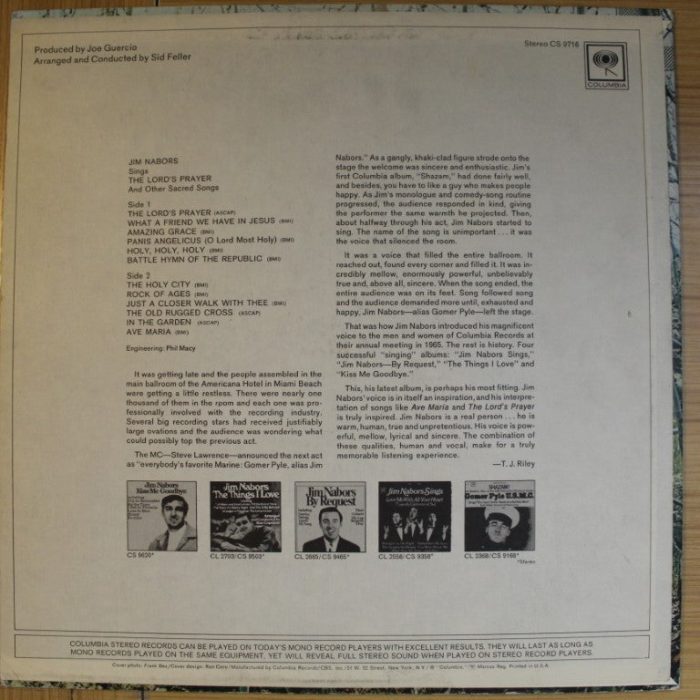 Produced by Joe Guercio
Arranged and Conducted by Sid Feller
Stereo CS 9716
COLUMBIA
JIM NABORS
Sings
THE LORD'S PRAYER
And Other Sacred Songs
Side 1
THE LORD'S PRAYER (ASCAP)
WHAT A FRIEND WE HAVE IN JESUS (BMI)
AMAZING GRACE (BMI)
PANIS ANGELICUS (O Lord Most Holy) (BMI)
HOLY, HOLY, HOLY (BMI)
BATTLE HYMN OF THE REPUBLIC (BMI)
Side 2
THE HOLY CITY (BMI)
ROCK OF AGES (BMI)
JUST A CLOSER WALK WITH THEE (BMI)
THE OLD RUGGED CROSS (ASCAP)
IN THE GARDEN (ASCAP)
AVE MARIA (BMI)
Engineering: Phil Macy
It was getting late and the people assembled in the
main ballroom of the Americana Hotel in Miami Beach
were getting a little restless. There were nearly one
thousand of them in the room and each one was pro-
fessionally involved with the recording industry.
Several big recording stars had received justifiably
large ovations and the audience was wondering what
could possibly top the previous act.
The MC—Steve Lawrence—announced the next act
as "everybody's favorite Marine: Gomer Pyle, alias Jim
Nabors." As a gangly, khaki-clad figure strode onto the
stage the welcome was sincere and enthusiastic. Jim's
first Columbia album, "Shazam," had done fairly well,
and besides, you have to like a guy who makes people
happy. As Jim's monologue and comedy-song routine
progressed, the audience responded in kind, giving
the performer the same warmth he projected. Then,
about halfway through his act, Jim Nabors started to
sing. The name of the song is unimportant . . . it was
the voice that silenced the room.
It was a voice that filled the entire ballroom. It
reached out, found every corner and filled it. It was in-
credibly mellow, enormously powerful, unbelievably
true and, above all, sincere. When the song ended, the
entire audience was on its feet. Song followed song
and the audience demanded more until, exhausted and
happy, Jim Nabors—alias Gomer Pyle—left the stage.
That was how Jim Nabors introduced his magnificent
voice to the men and women of Columbia Records at
their annual meeting in 1965. The rest is history. Four
successful "singing" albums: "Jim Nabors Sings,"
"Jim Nabors—By Request," "The Things I Love" and
"Kiss Me Goodbye."
This, his latest album, is perhaps his most fitting. Jim
Nabors' voice is in itself an inspiration, and his interpre-
tation of songs like Ave Maria and The Lord's Prayer
is truly inspired. Jim Nabors is a real person . . . he is
warm, human, true and unpretentious. His voice is pow-
erful, mellow, lyrical and sincere. The combination of
these qualities, human and vocal, make for a truly
memorable listening experience.
—T. J. Riley
Jim Nabors
Kiss Me Goodbye
Jim Nabors
The Things I Love
Jim Nabors
By Request
Jim Nabors Sings
SHAZAM!
Gomer Pyle U.S.M.C.
CS 9620*
CL 2703/CS 9503*
CL 2665/CS 9465*
CL 2558/CS 9358*
CL 2368/CS 9168*
*Stereo
COLUMBIA STEREO RECORDS CAN BE PLAYED ON TODAY'S MONO RECORD PLAYERS WITH EXCELLENT RESULTS. THEY WILL LAST AS LONG AS
MONO RECORDS PLAYED ON THE SAME EQUIPMENT, YET WILL REVEAL FULL STEREO SOUND WHEN PLAYED ON STEREO RECORD PLAYERS.
Manufactured by Columbia Records/CBS, Inc./51 W. 52 Street, New York, N.Y./® "Columbia," Marcas Reg. Printed in U.S.A.